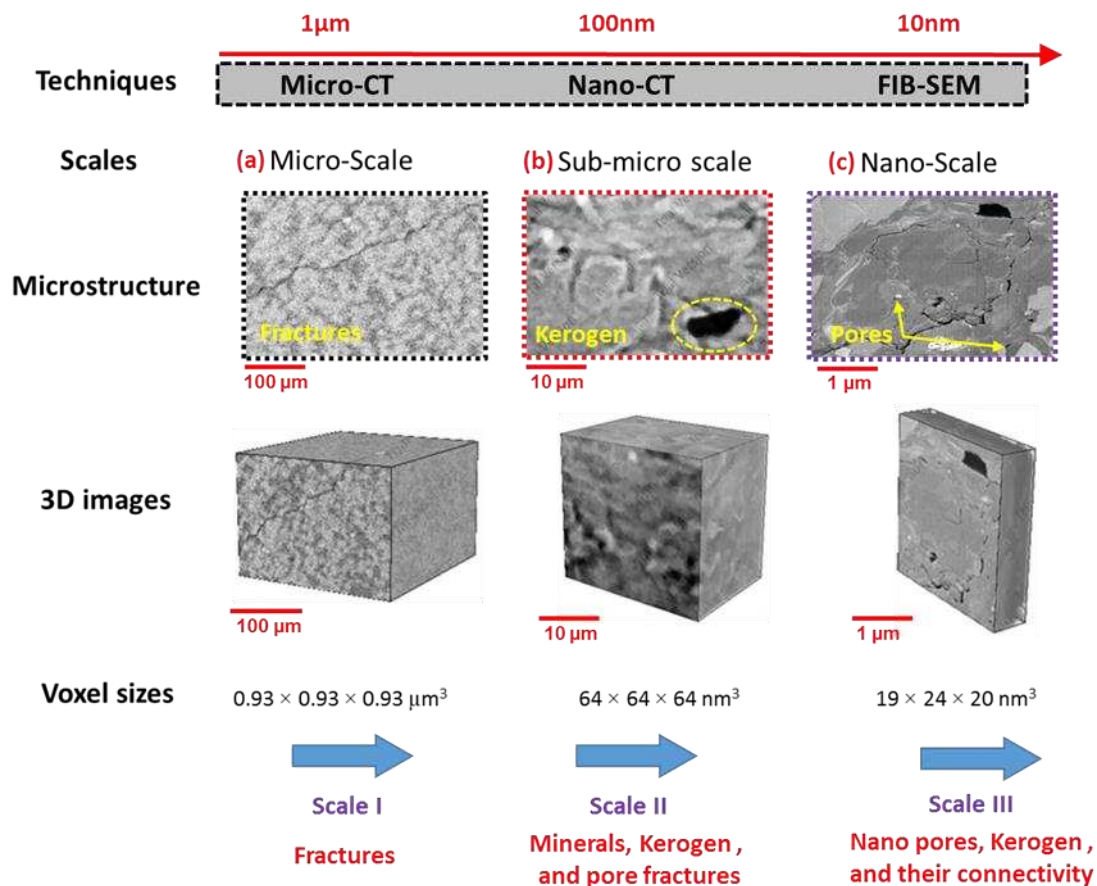 1µm 100nm 10nm
Techniques Micro-CT Nano-CT FIB-SEM
Scales (a) Micro-Scale (b) Sub-micro scale (c) Nano-Scale
Microstructure
Fractures Kerogen Pores
100 µm 10 µm 1 µm
3D images
100 µm 10 µm 1 µm
Voxel sizes 0.93 × 0.93 × 0.93 µm³ 64 × 64 × 64 nm³ 19 × 24 × 20 nm³
Scale I Scale II Scale III
Fractures Minerals, Kerogen , Nano pores, Kerogen ,
and pore fractures and their connectivity